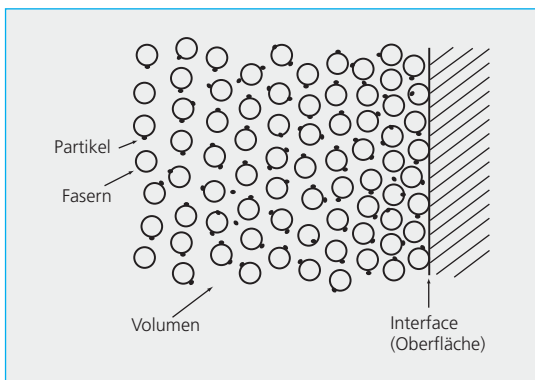 Partikel
Fasern
Volumen
Interface
(Oberfläche)